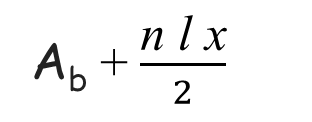 A_b + \frac{n l x}{2}